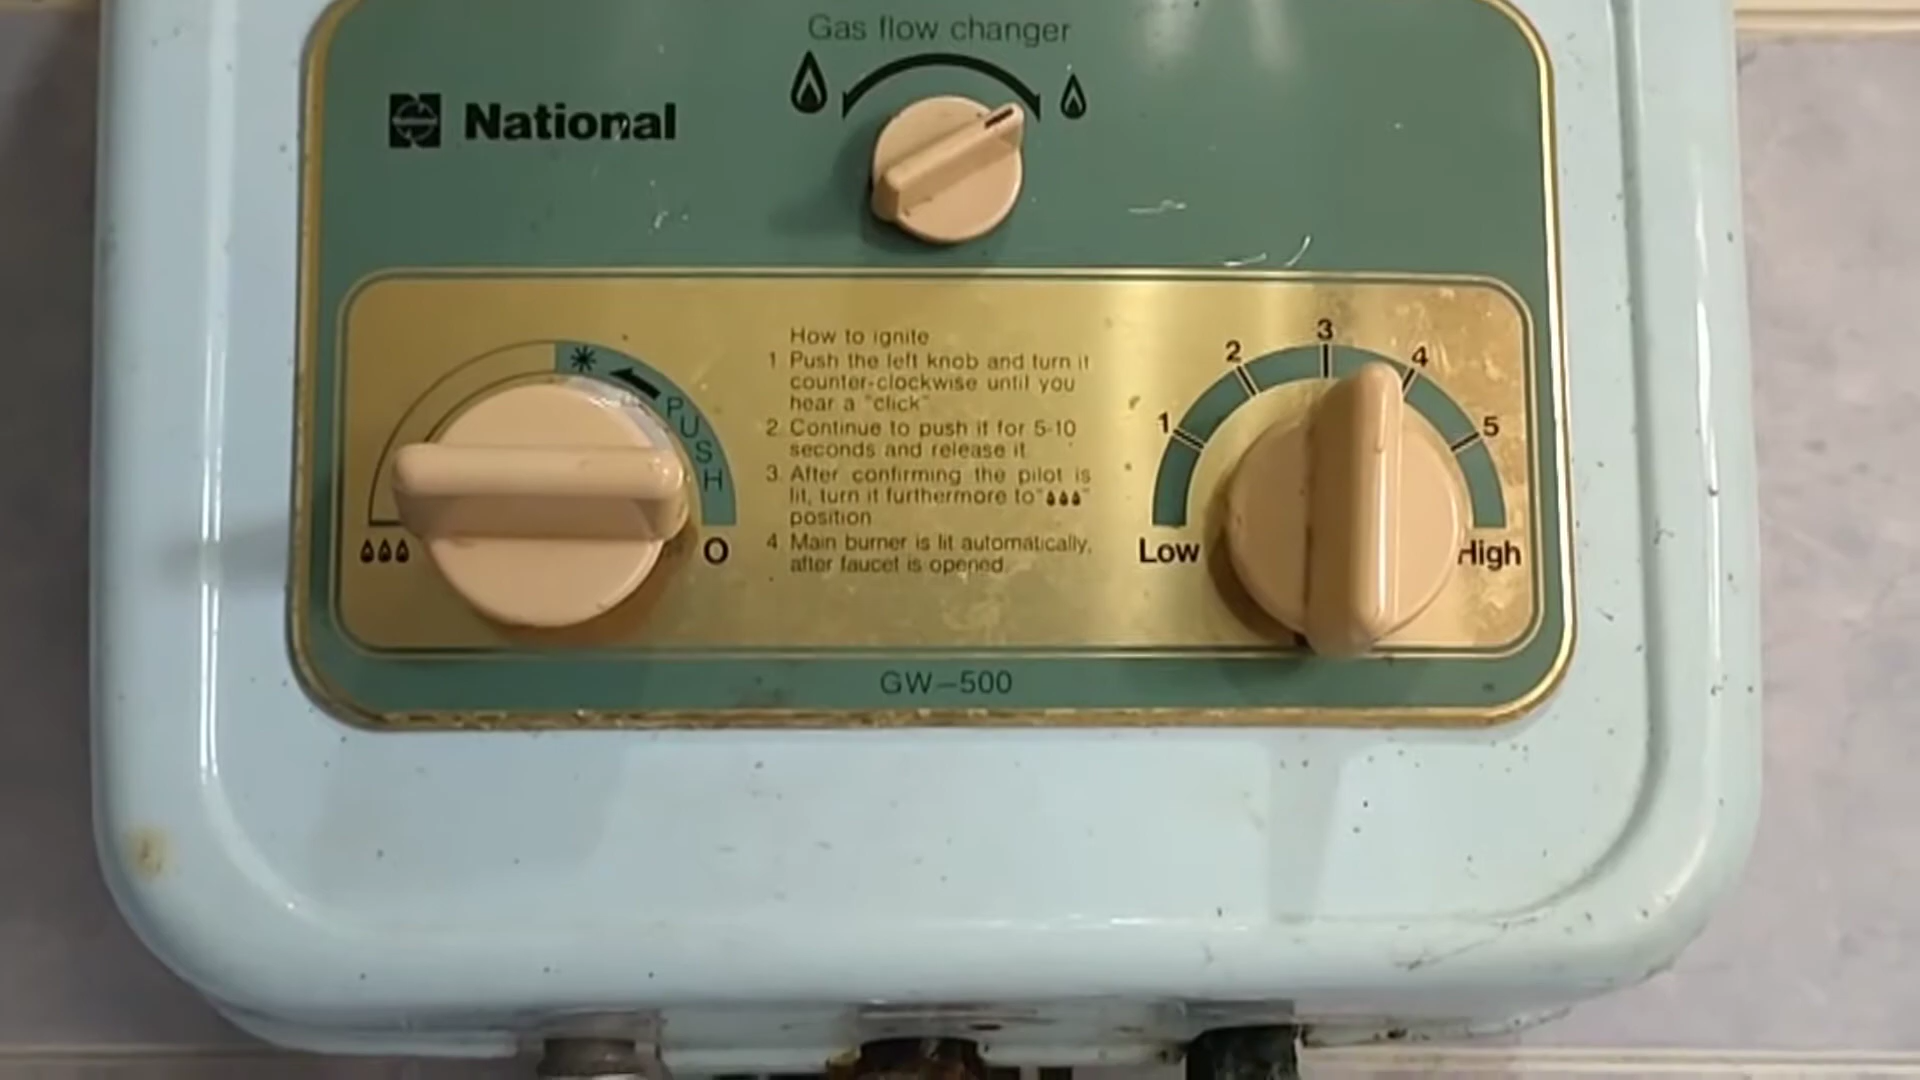 Gas flow changer
National
How to ignite
1 Push the left knob and turn it
counter-clockwise until you
hear a "click"
2. Continue to push it for 5-10
seconds and release it
3. After confirming the pilot is
lit, turn it furthermore to " "
position
4 Main burner is lit automatically,
after faucet is opened.
PUSH
O
1
2
3
4
5
Low
High
GW-500